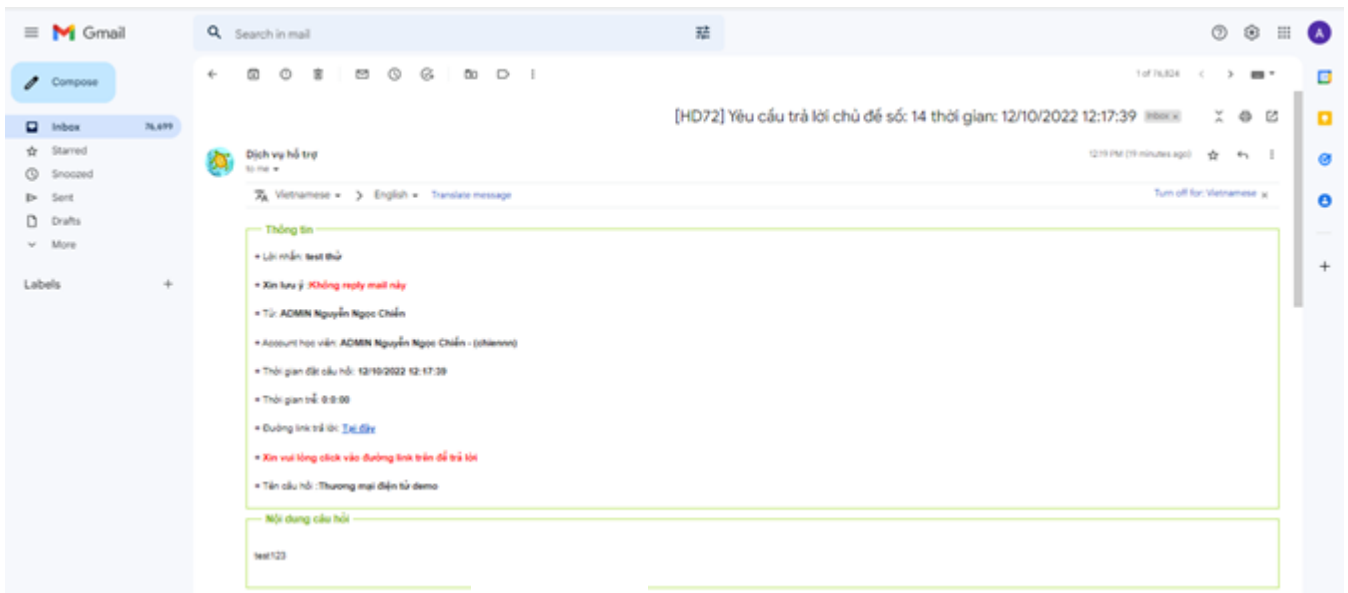 Gmail
Search in mail
A
Compose
1 of 76,824
[HD72] Yêu cầu trả lời chủ đề số: 14 thời gian: 12/10/2022 12:17:39 Inbox x
Inbox 76,699
Starred
Snoozed
Sent
Drafts
More
Labels
Dịch vụ hỗ trợ
to me
12:19 PM (19 minutes ago)
Vietnamese > English Translate message
Turn off for: Vietnamese x
Thông tin
Lời nhắn: test thử
Xin lưu ý :Không reply mail này
Từ: ADMIN Nguyễn Ngọc Chiến
Account học viên: ADMIN Nguyễn Ngọc Chiến - (chiennn)
Thời gian đặt câu hỏi: 12/10/2022 12:17:39
Thời gian trễ: 0:0:00
Đường link trả lời: Tại đây
Xin vui lòng click vào đường link trên để trả lời
Tên câu hỏi :Thương mại điện tử demo
Nội dung câu hỏi
test123